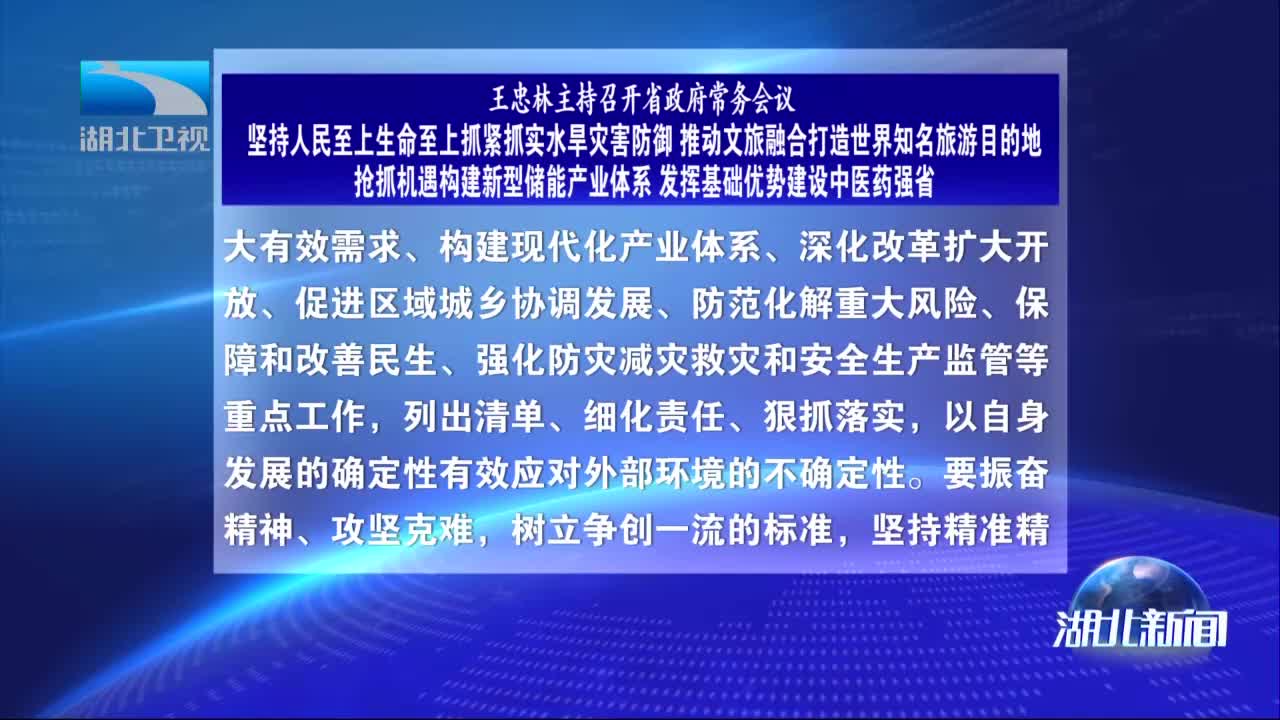 湖北卫视
王忠林主持召开省政府常务会议
坚持人民至上生命至上抓紧抓实水旱灾害防御 推动文旅融合打造世界知名旅游目的地
抢抓机遇构建新型储能产业体系 发挥基础优势建设中医药强省
大有效需求、构建现代化产业体系、深化改革扩大开
放、促进区域城乡协调发展、防范化解重大风险、保
障和改善民生、强化防灾减灾救灾和安全生产监管等
重点工作，列出清单、细化责任、狠抓落实，以自身
发展的确定性有效应对外部环境的不确定性。要振奋
精神、攻坚克难，树立争创一流的标准，坚持精准精
湖北新闻